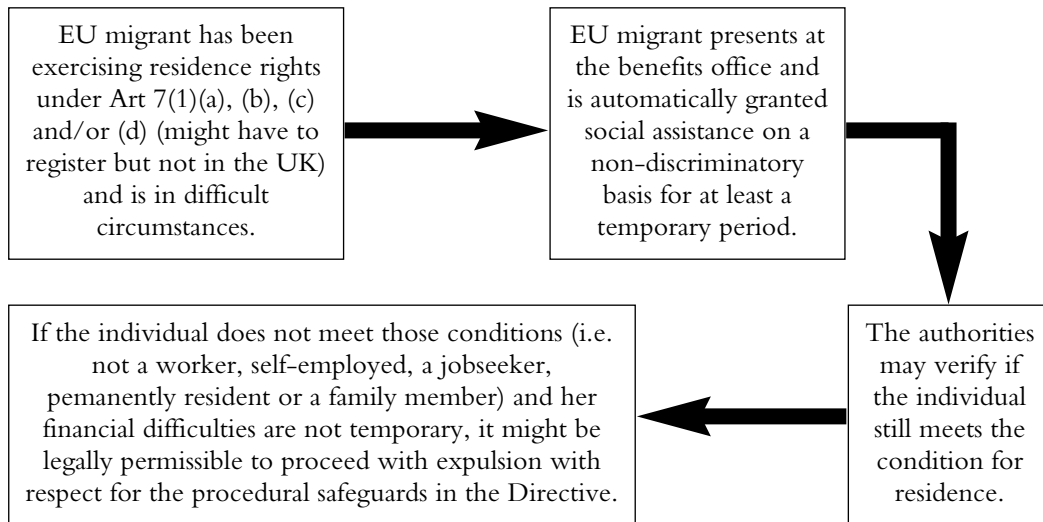 EU migrant has been
exercising residence rights
under Art 7(1)(a), (b), (c)
and/or (d) (might have to
register but not in the UK)
and is in difficult
circumstances.
EU migrant presents at
the benefits office and
is automatically granted
social assistance on a
non-discriminatory
basis for at least a
temporary period.
The authorities
may verify if
the individual
still meets the
condition for
residence.
If the individual does not meet those conditions (i.e.
not a worker, self-employed, a jobseeker,
pemanently resident or a family member) and her
financial difficulties are not temporary, it might be
legally permissible to proceed with expulsion with
respect for the procedural safeguards in the Directive.